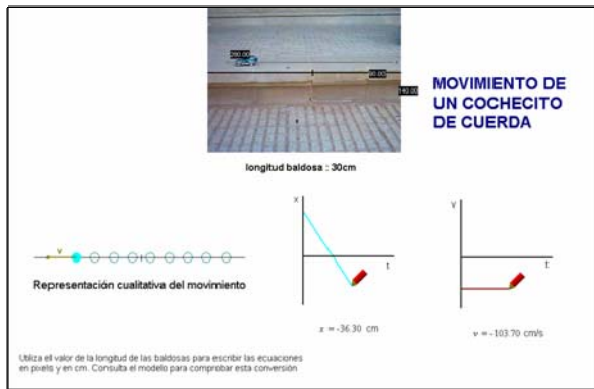 280.00
90.00
140.00
MOVIMIENTO DE
UN COCHECITO
DE CUERDA
longitud baldosa :: 30cm
x
v
v
t
t
Representación cualitativa del movimiento
x = -36.30 cm
v = -103.70 cm/s
Utiliza el valor de la longitud de las baldosas para escribir las ecuaciones
en pixels y en cm. Consulta el modelo para comprobar esta conversión